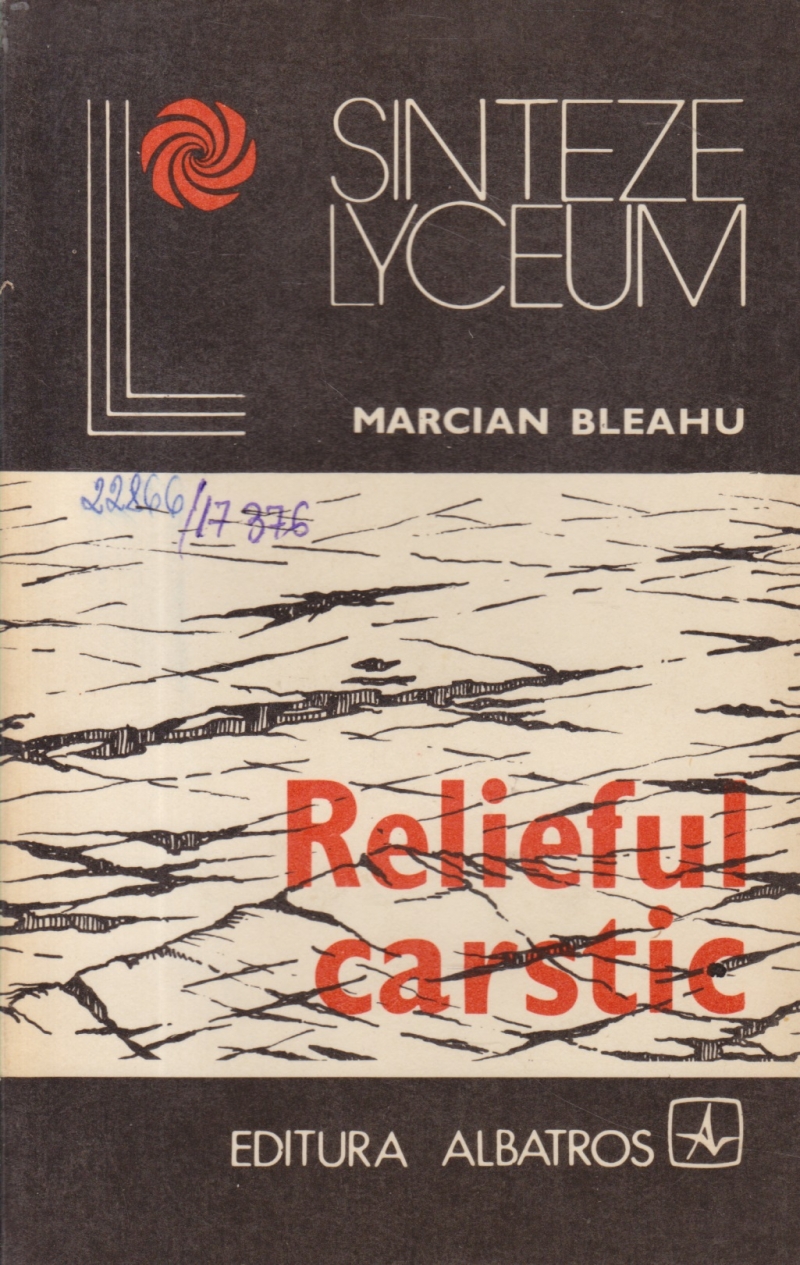 SINTEZE
LYCEUM
MARCIAN BLEAHU
22866/17 376
Relieful
carstic
EDITURA ALBATROS